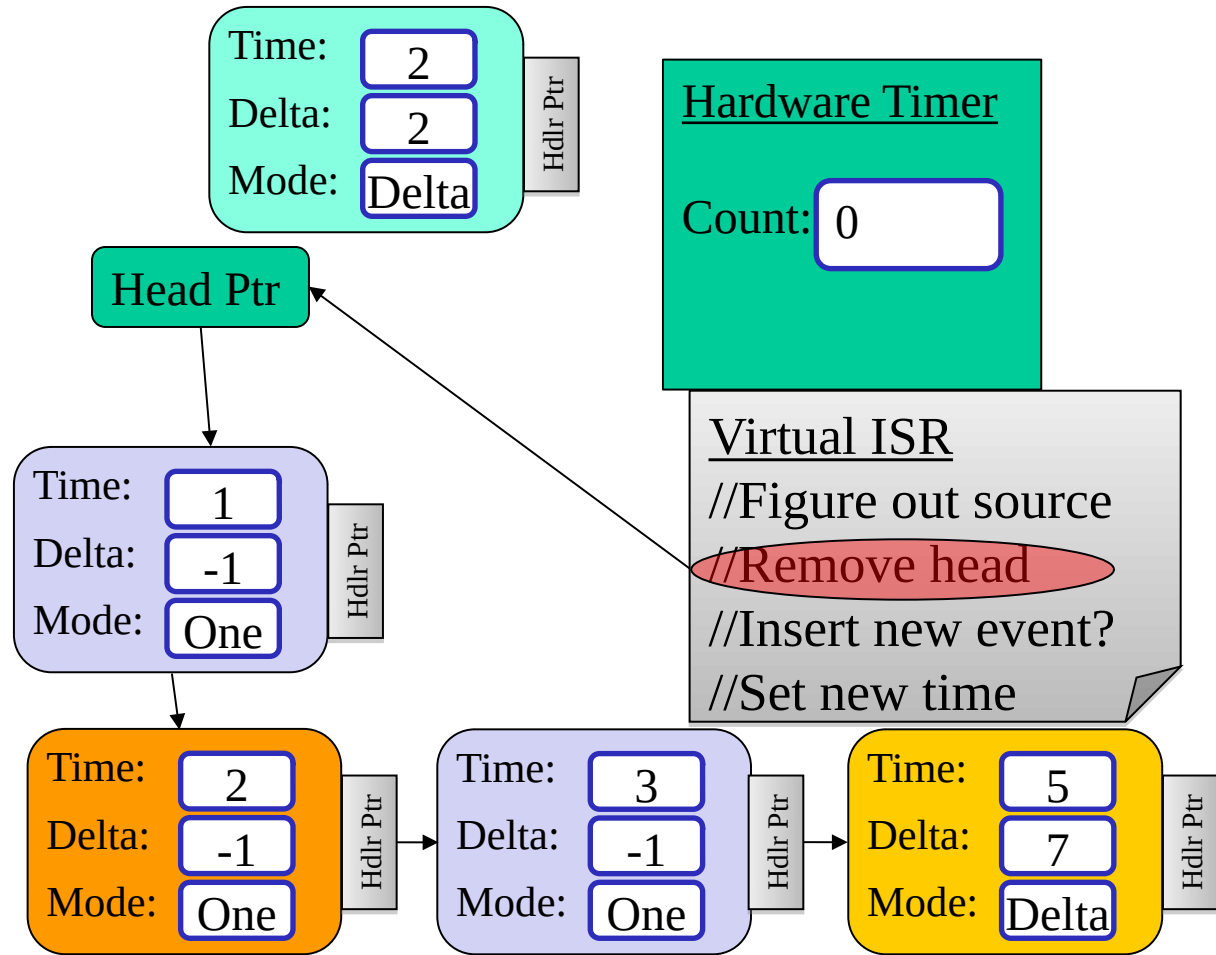 Time: 2
Delta: 2
Mode: Delta
Hdlr Ptr
Hardware Timer
Count: 0
Head Ptr
Virtual ISR
//Figure out source
//Remove head
//Insert new event?
//Set new time
Time: 1
Delta: -1
Mode: One
Hdlr Ptr
Time: 2
Delta: -1
Mode: One
Hdlr Ptr
Time: 3
Delta: -1
Mode: One
Hdlr Ptr
Time: 5
Delta: 7
Mode: Delta
Hdlr Ptr